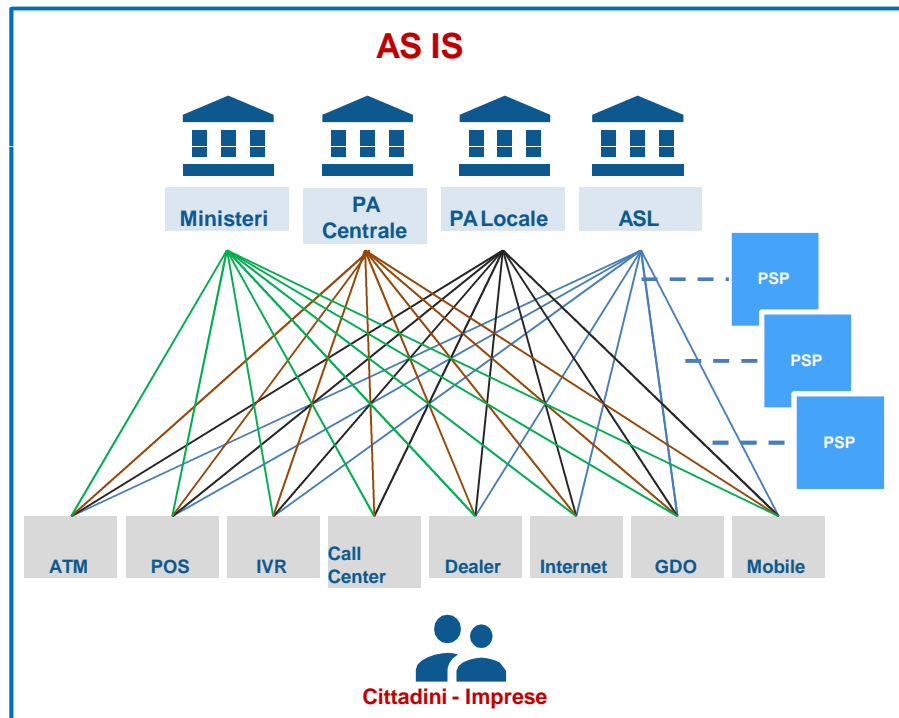 AS IS
Ministeri
PA
Centrale
PA Locale
ASL
PSP
PSP
PSP
ATM
POS
IVR
Call
Center
Dealer
Internet
GDO
Mobile
Cittadini - Imprese